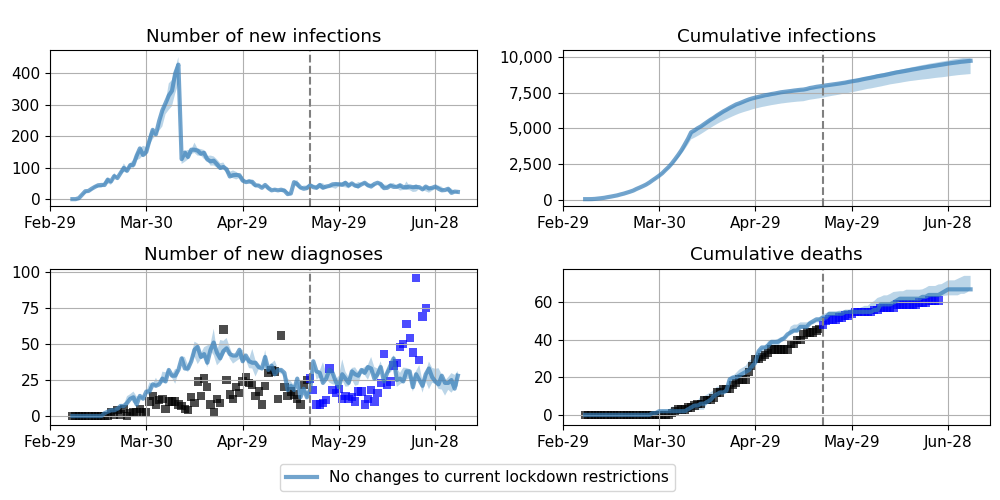 Number of new infections
400
300
200
100
0
Feb-29 Mar-30 Apr-29 May-29 Jun-28
Cumulative infections
10,000
7,500
5,000
2,500
0
Feb-29 Mar-30 Apr-29 May-29 Jun-28
Number of new diagnoses
100
75
50
25
0
Feb-29 Mar-30 Apr-29 May-29 Jun-28
Cumulative deaths
60
40
20
0
Feb-29 Mar-30 Apr-29 May-29 Jun-28
No changes to current lockdown restrictions